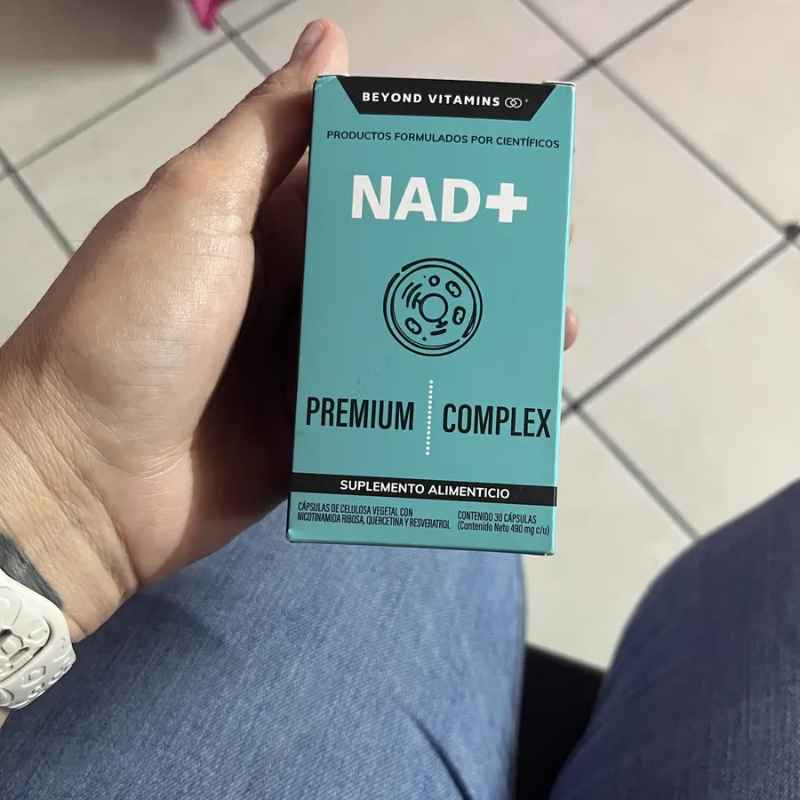 BEYOND VITAMINS
PRODUCTOS FORMULADOS POR CIENTÍFICOS
NAD+
PREMIUM COMPLEX
SUPLEMENTO ALIMENTICIO
CÁPSULAS DE CELULOSA VEGETAL CON
NICOTINAMIDA RIBOSA, QUERCETINA Y RESVERATROL
CONTENIDO 30 CÁPSULAS
(Contenido Neto 490 mg c/u)